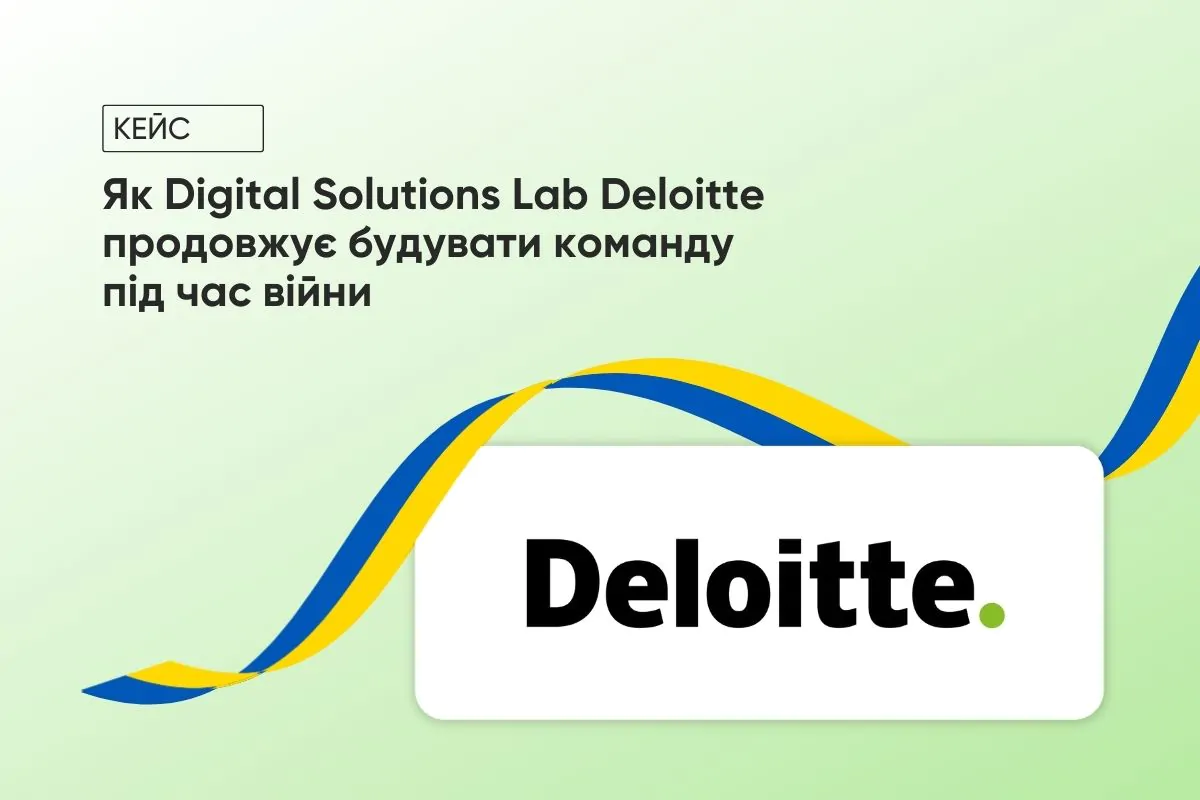 КЕЙС
Як Digital Solutions Lab Deloitte
продовжує будувати команду
під час війни
Deloitte.